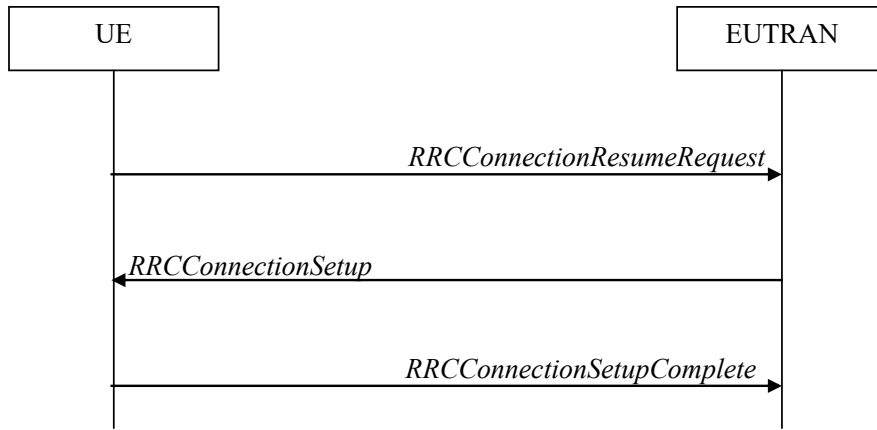 UE
EUTRAN
RRCConnectionResumeRequest
RRCConnectionSetup
RRCConnectionSetupComplete